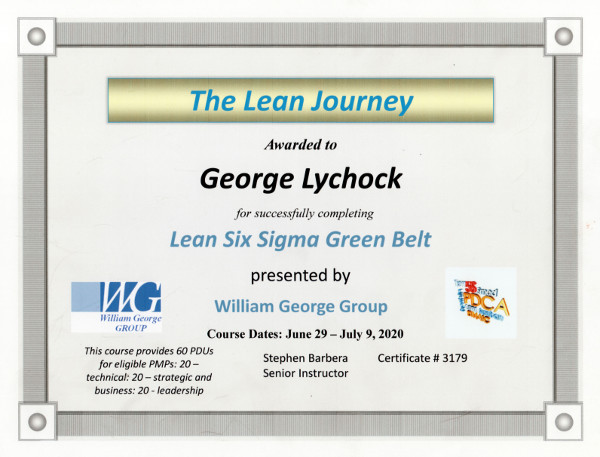 The Lean Journey
Awarded to
George Lychock
for successfully completing
Lean Six Sigma Green Belt
presented by
William George Group
WG
William George
GROUP
PDCA
Course Dates: June 29 – July 9, 2020
This course provides 60 PDUs
for eligible PMPs: 20 –
technical: 20 – strategic and
business: 20 - leadership
Stephen Barbera
Senior Instructor
Certificate # 3179